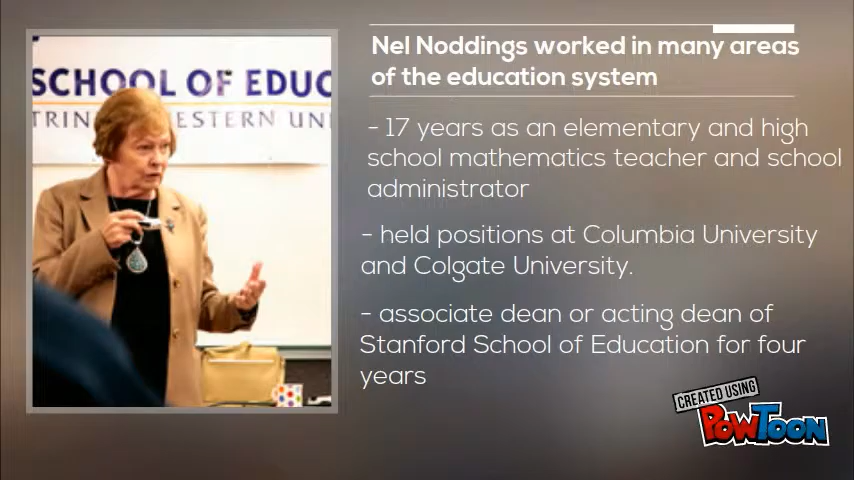 SCHOOL OF EDUC
TRIN ESTERN UNI
Nel Noddings worked in many areas
of the education system
- 17 years as an elementary and high
school mathematics teacher and school
administrator
- held positions at Columbia University
and Colgate University.
- associate dean or acting dean of
Stanford School of Education for four
years
CREATED USING
POWTOON